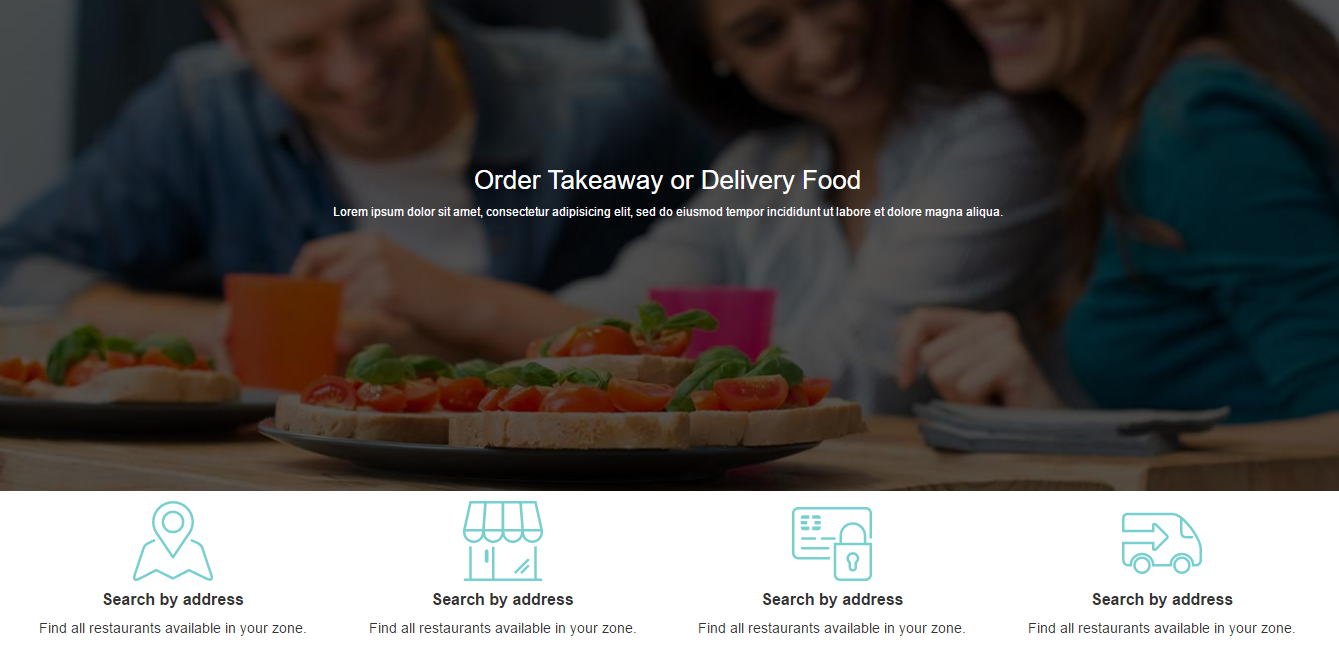 Order Takeaway or Delivery Food
Lorem ipsum dolor sit amet, consectetur adipisicing elit, sed do eiusmod tempor incididunt ut labore et dolore magna aliqua.
Search by address
Find all restaurants available in your zone.
Search by address
Find all restaurants available in your zone.
Search by address
Find all restaurants available in your zone.
Search by address
Find all restaurants available in your zone.